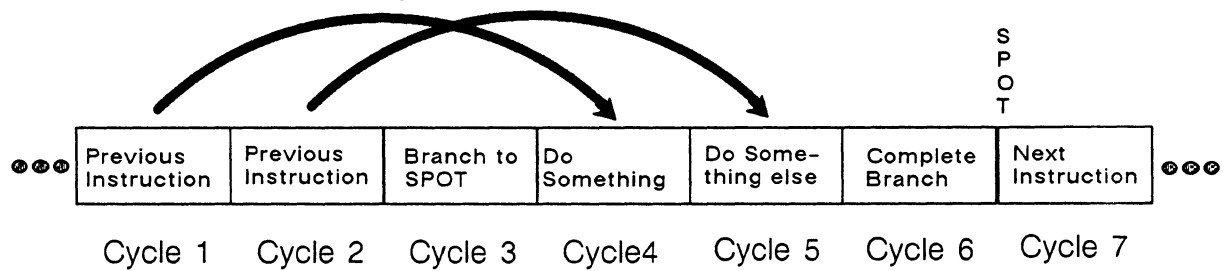 S
P
O
T
Previous
Instruction
Previous
Instruction
Branch to
SPOT
Do
Something
Do Some-
thing else
Complete
Branch
Next
Instruction
Cycle 1
Cycle 2
Cycle 3
Cycle4
Cycle 5
Cycle 6
Cycle 7